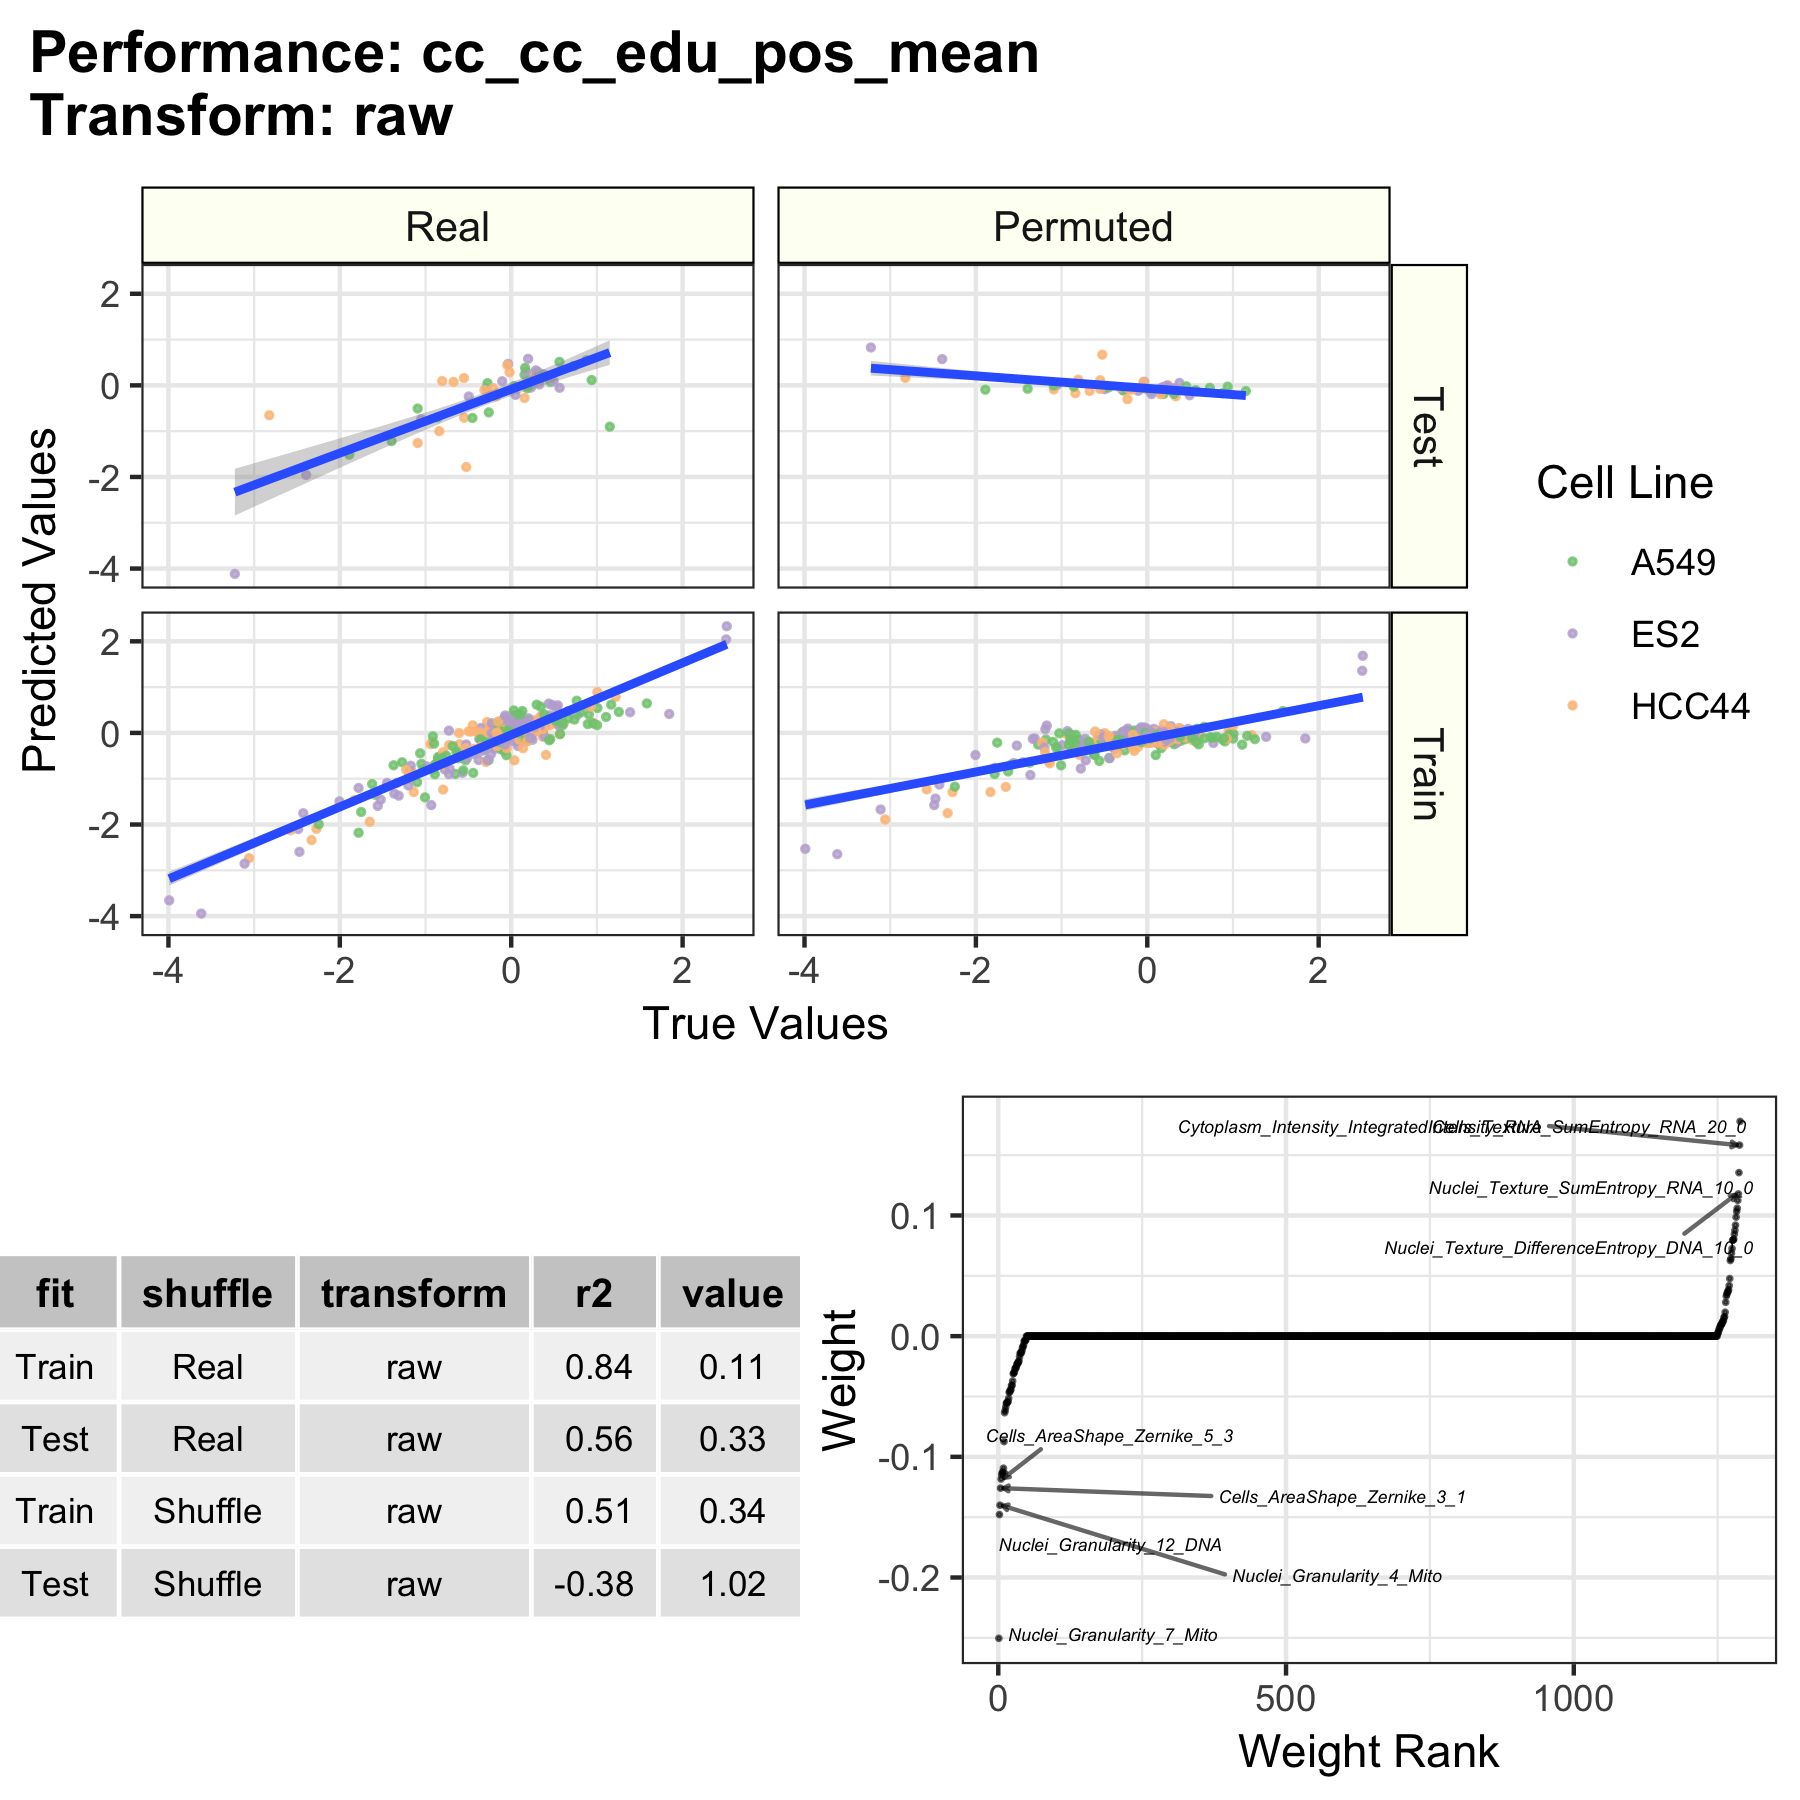 Performance: cc_cc_edu_pos_mean
Transform: raw
Real
Permuted
2
0
-2
-4
Test
2
0
-2
-4
Train
-4
-2
0
2
-4
-2
0
2
True Values
Predicted Values
Cell Line
A549
ES2
HCC44
fit shuffle transform r2 value
Train Real raw 0.84 0.11
Test Real raw 0.56 0.33
Train Shuffle raw 0.51 0.34
Test Shuffle raw -0.38 1.02
Weight
0.1
0.0
-0.1
-0.2
Cytoplasm_Intensity_IntegratedIntensity_RNA
Cells_Texture_SumEntropy_RNA_20_0
Nuclei_Texture_SumEntropy_RNA_10_0
Nuclei_Texture_DifferenceEntropy_DNA_10_0
Cells_AreaShape_Zernike_5_3
Cells_AreaShape_Zernike_3_1
Nuclei_Granularity_12_DNA
Nuclei_Granularity_4_Mito
Nuclei_Granularity_7_Mito
0
500
1000
Weight Rank